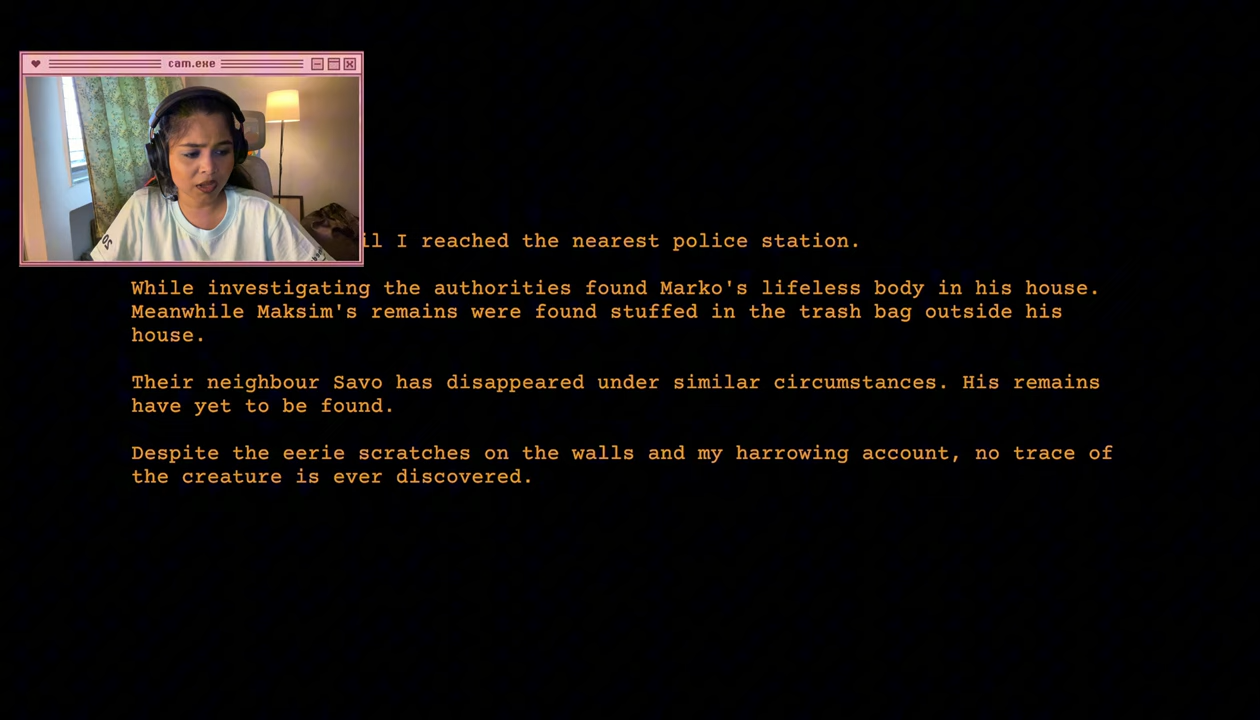 cam.exe
I reached the nearest police station.
While investigating the authorities found Marko's lifeless body in his house.
Meanwhile Maksim's remains were found stuffed in the trash bag outside his
house.
Their neighbour Savo has disappeared under similar circumstances. His remains
have yet to be found.
Despite the eerie scratches on the walls and my harrowing account, no trace of
the creature is ever discovered.